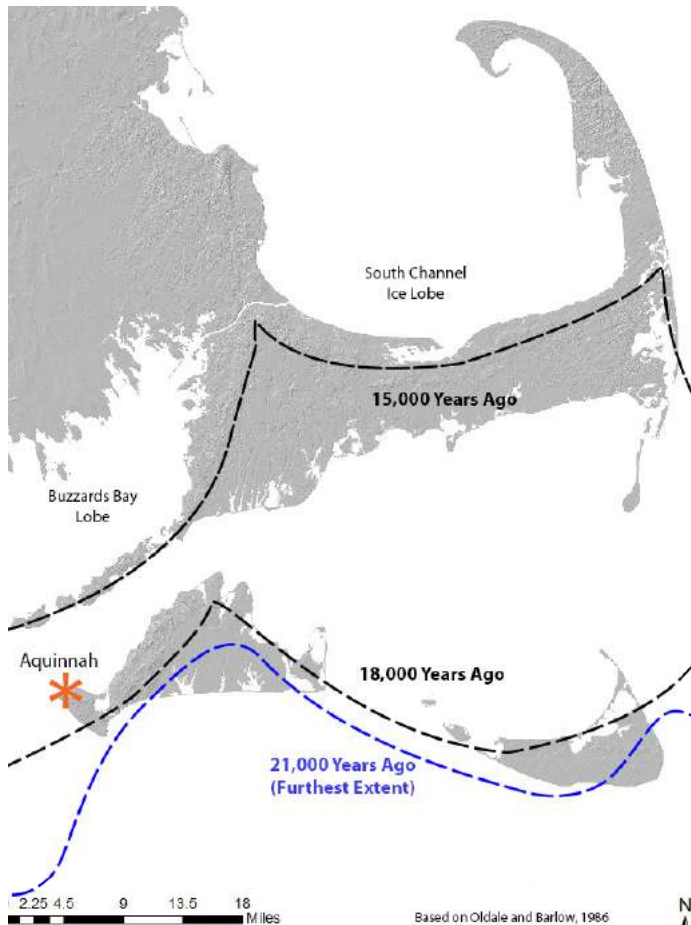 South Channel
Ice Lobe
15,000 Years Ago
Buzzards Bay
Lobe
Aquinnah
18,000 Years Ago
21,000 Years Ago
(Furthest Extent)
2.25 4.5 9 13.5 18
Miles
Based on Oldale and Barlow, 1986
N